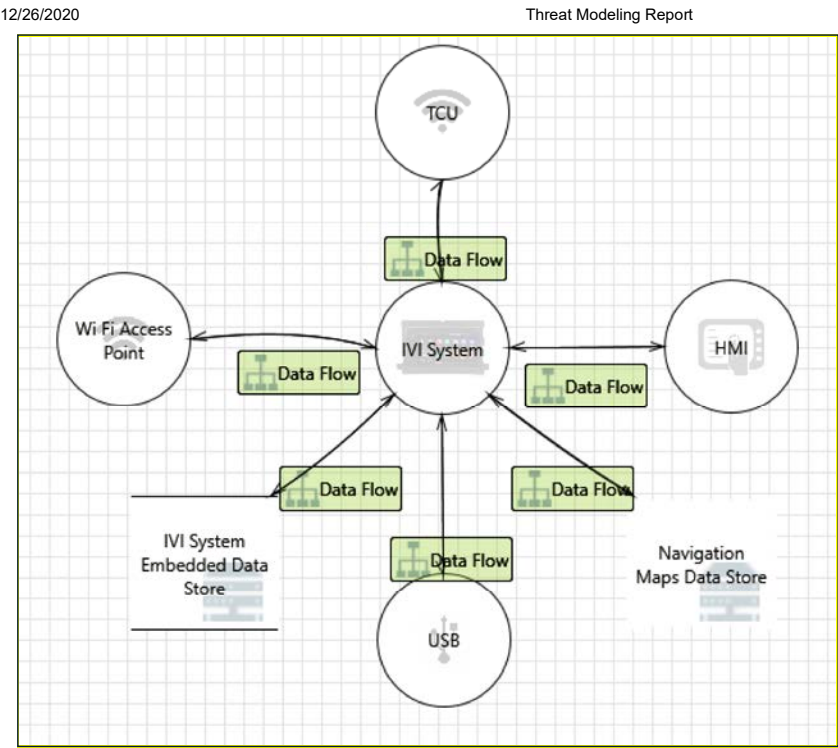 12/26/2020
Threat Modeling Report
TCU
Data Flow
Wi Fi Access
Point
IVI System
HMI
Data Flow
Data Flow
Data Flow
Data Flow
IVI System
Embedded Data
Store
Data Flow
Navigation
Maps Data Store
USB